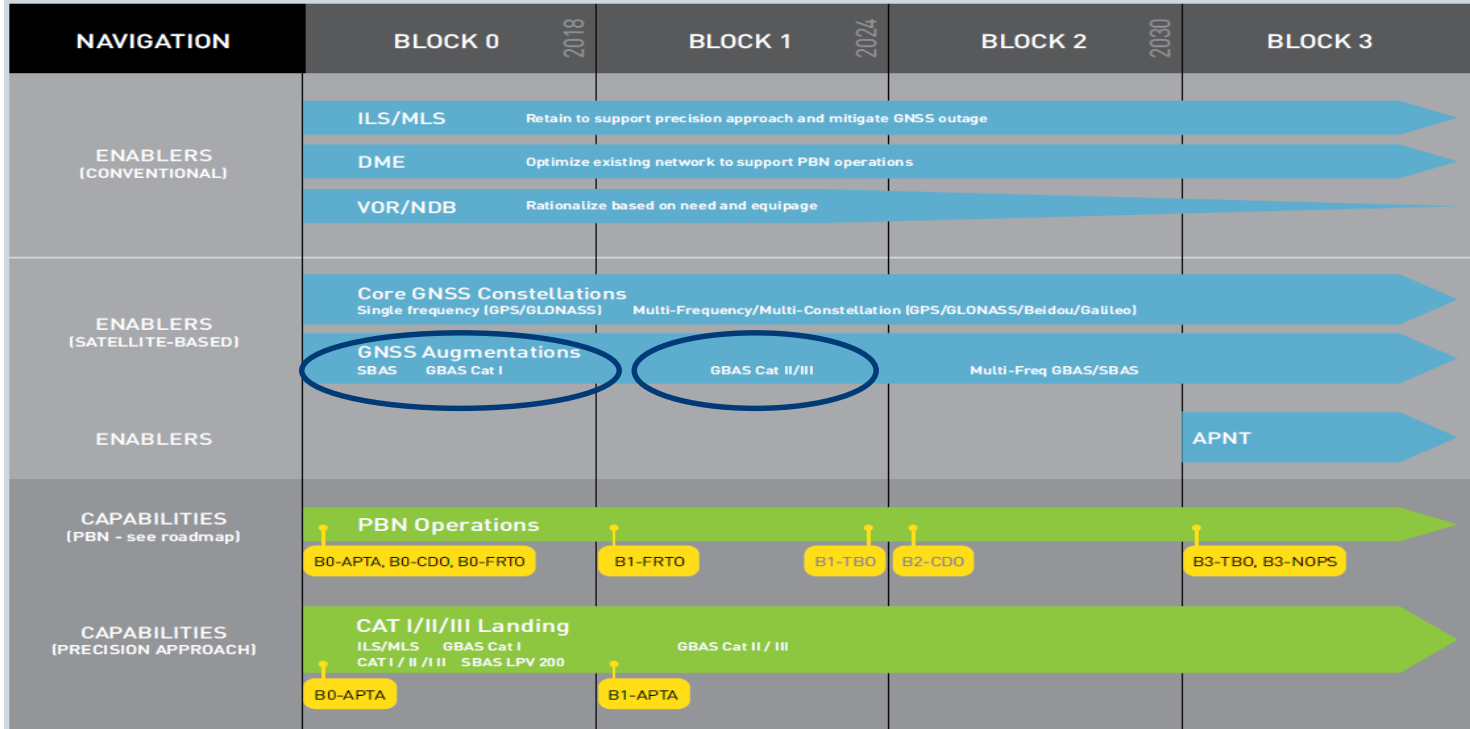 NAVIGATION BLOCK 0 2018 BLOCK 1 2024 BLOCK 2 2030 BLOCK 3
ENABLERS
(CONVENTIONAL)
ILS/MLS Retain to support precision approach and mitigate GNSS outage
DME Optimize existing network to support PBN operations
VOR/NDB Rationalize based on need and equipage
ENABLERS
(SATELLITE-BASED)
Core GNSS Constellations
Single frequency (GPS/GLONASS) Multi-Frequency/Multi-Constellation (GPS/GLONASS/Beidou/Galileo)
GNSS Augmentations
SBAS GBAS Cat I GBAS Cat II/III Multi-Freq GBAS/SBAS
ENABLERS
APNT
CAPABILITIES
(PBN - see roadmap)
PBN Operations
B0-APTA, B0-CDO, B0-FRTO B1-FRTO B1-TBO B2-CDO B3-TBO, B3-NOPS
CAPABILITIES
(PRECISION APPROACH)
CAT I/II/III Landing
ILS/MLS GBAS Cat I GBAS Cat II / III
CAT I / II / III SBAS LPV 200
B0-APTA B1-APTA